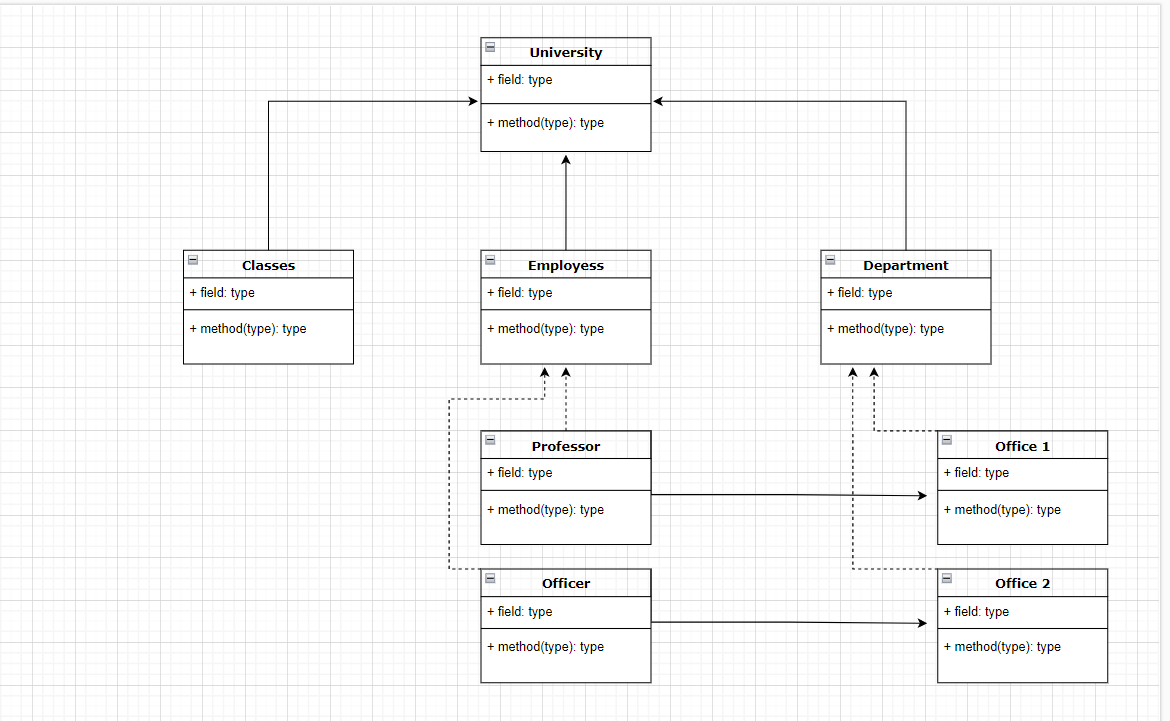 University
+ field: type
+ method(type): type
Classes
+ field: type
+ method(type): type
Employess
+ field: type
+ method(type): type
Department
+ field: type
+ method(type): type
Professor
+ field: type
+ method(type): type
Office 1
+ field: type
+ method(type): type
Officer
+ field: type
+ method(type): type
Office 2
+ field: type
+ method(type): type